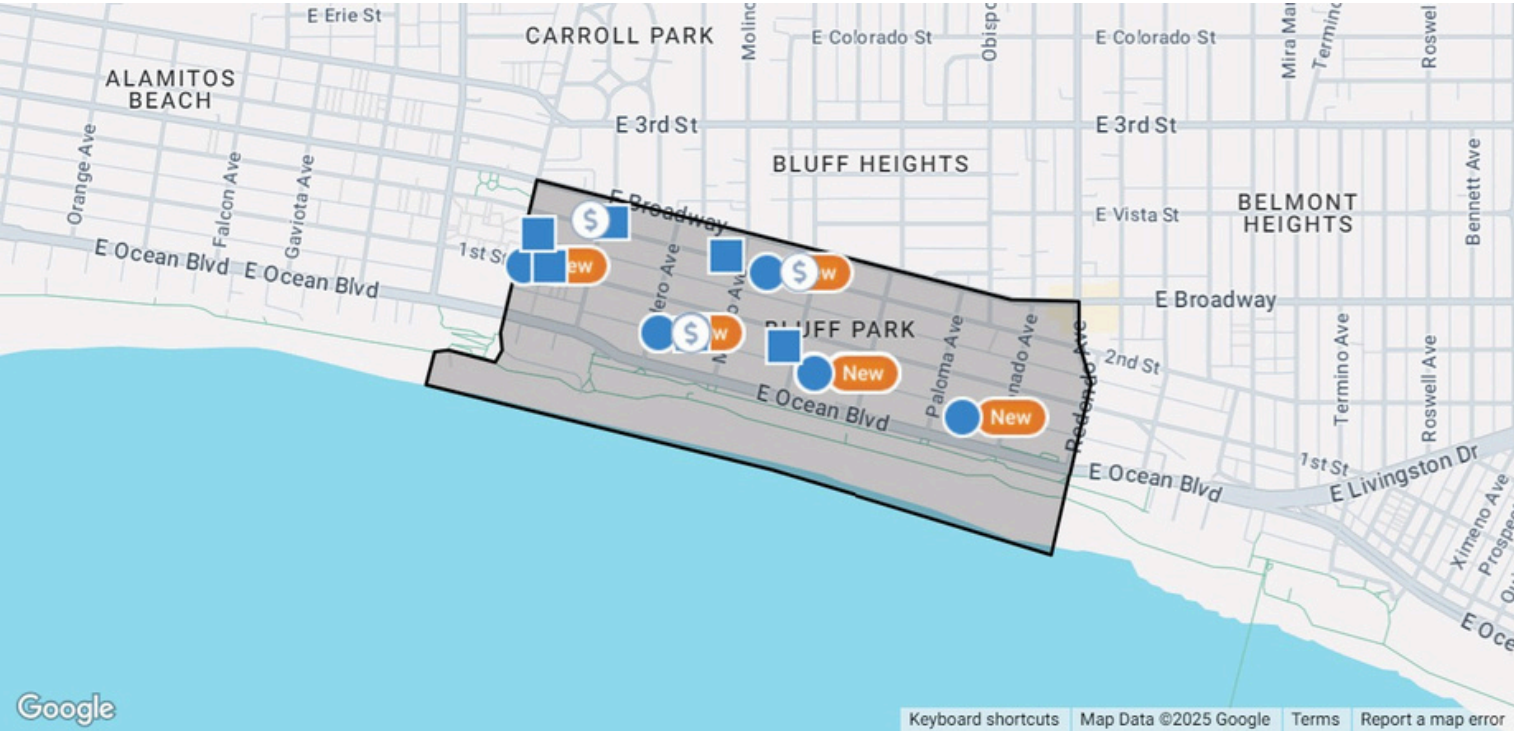 E Erie St
CARROLL PARK
E Colorado St
E Colorado St
ALAMITOS
BEACH
E 3rd St
E 3rd St
BLUFF HEIGHTS
Orange Ave
Falcon Ave
Gaviota Ave
Bennett Ave
BELMONT
HEIGHTS
E Vista St
E Broadway
$
E Ocean Blvd
E Ocean Blvd
1st St
$
E Broadway
$
BLUFF PARK
2nd St
Paloma Ave
Redondo Ave
Termino Ave
Roswell Ave
New
New
E Ocean Blvd
E Ocean Blvd
1st St
E Livingston Dr
Ximeno Ave
Google
Keyboard shortcuts
Map Data ©2025 Google
Terms
Report a map error